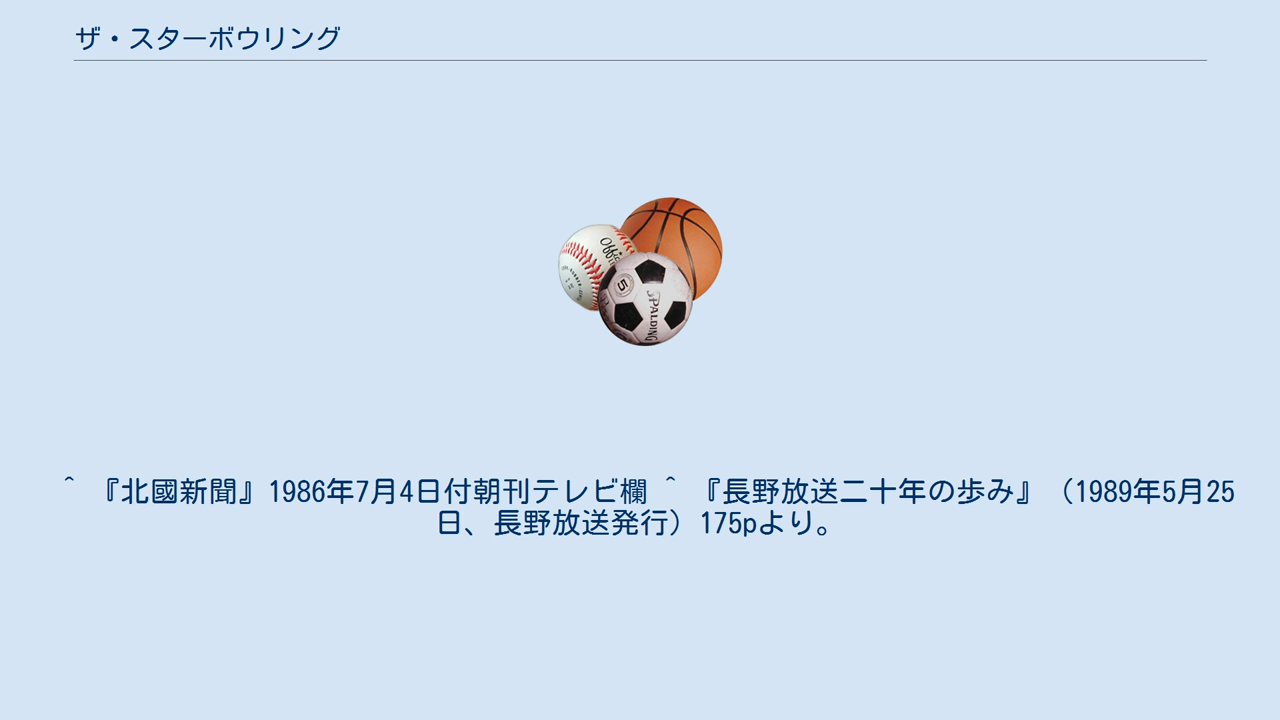 ザ・スターボウリング
Offic
5
SPALDING
^ 『北國新聞』1986年7月4日付朝刊テレビ欄 ^ 『長野放送二十年の歩み』（1989年5月25
日、長野放送発行）175pより。